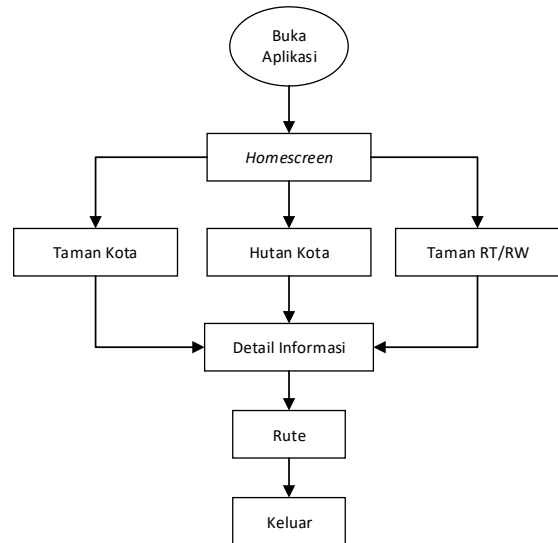 Buka
Aplikasi
Homescreen
Taman Kota
Hutan Kota
Taman RT/RW
Detail Informasi
Rute
Keluar